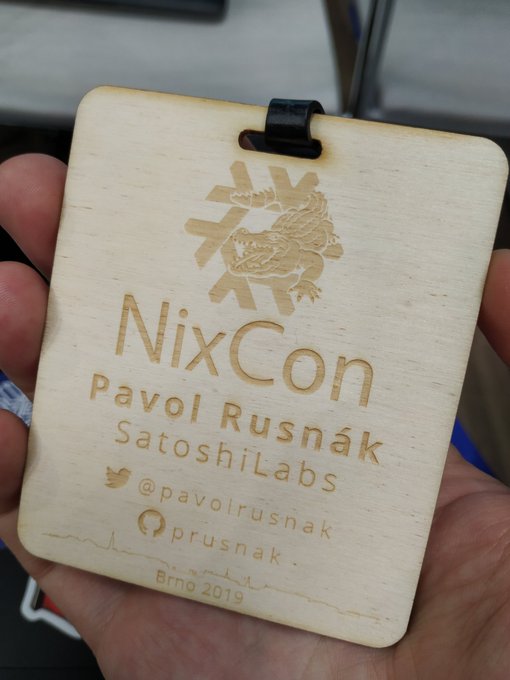 NixCon
Pavol Rusnák
SatoshiLabs
@pavolrusnak
prusnak
Brno 2019